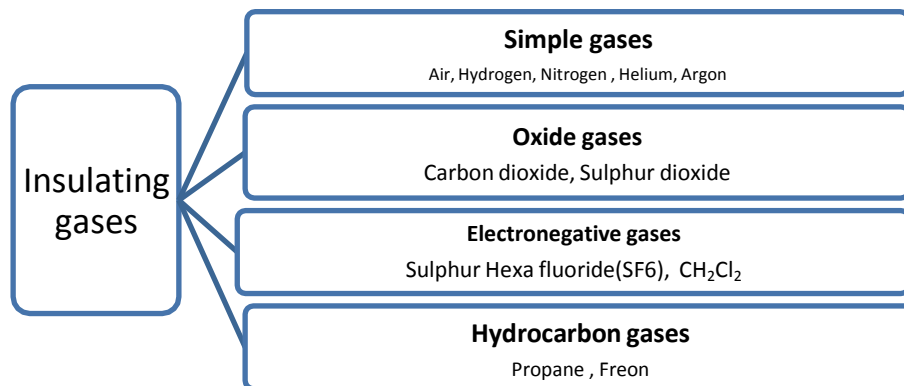 Insulating
gases
Simple gases
Air, Hydrogen, Nitrogen , Helium, Argon
Oxide gases
Carbon dioxide, Sulphur dioxide
Electronegative gases
Sulphur Hexa fluoride(SF6), CH₂Cl₂
Hydrocarbon gases
Propane , Freon